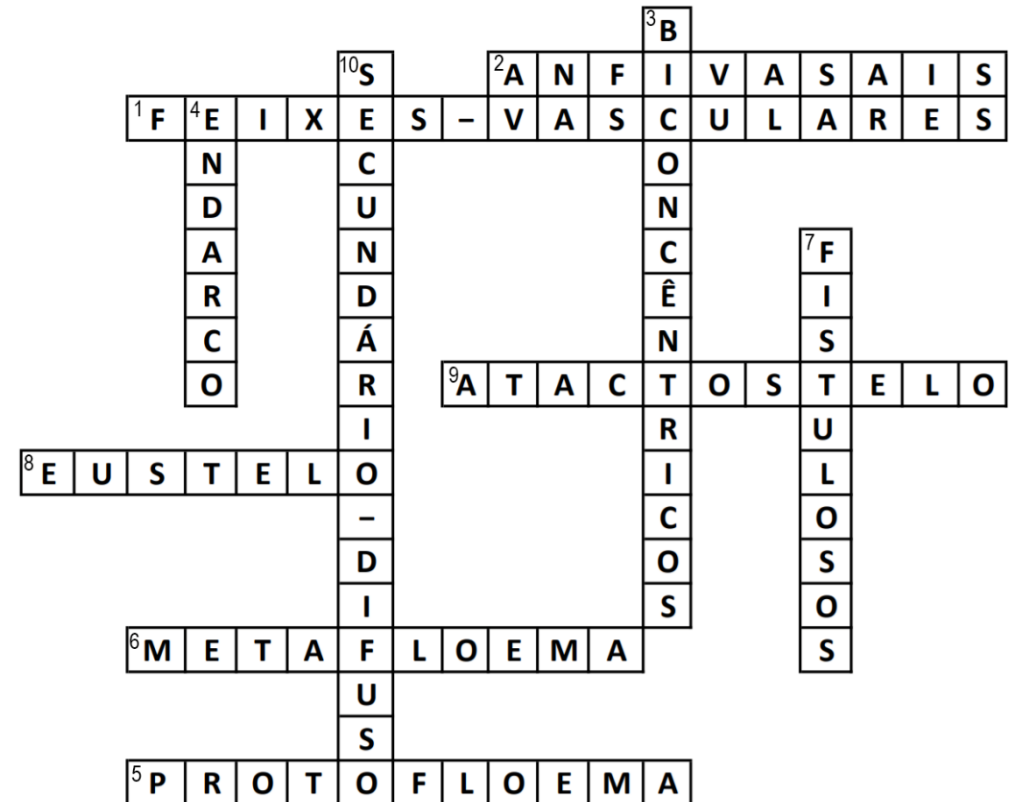 3 BICONCÊNTRICOS
10 SECUNDÁRIO–DIFUSO
2 ANFIVASAIS
1 FEIXES–VASCULARES
4 ENDARCO
7 FISTULOSOS
9 ATACTOSTELO
8 EUSTELO
6 METAFLOEMA
5 PROTOFLOEMA